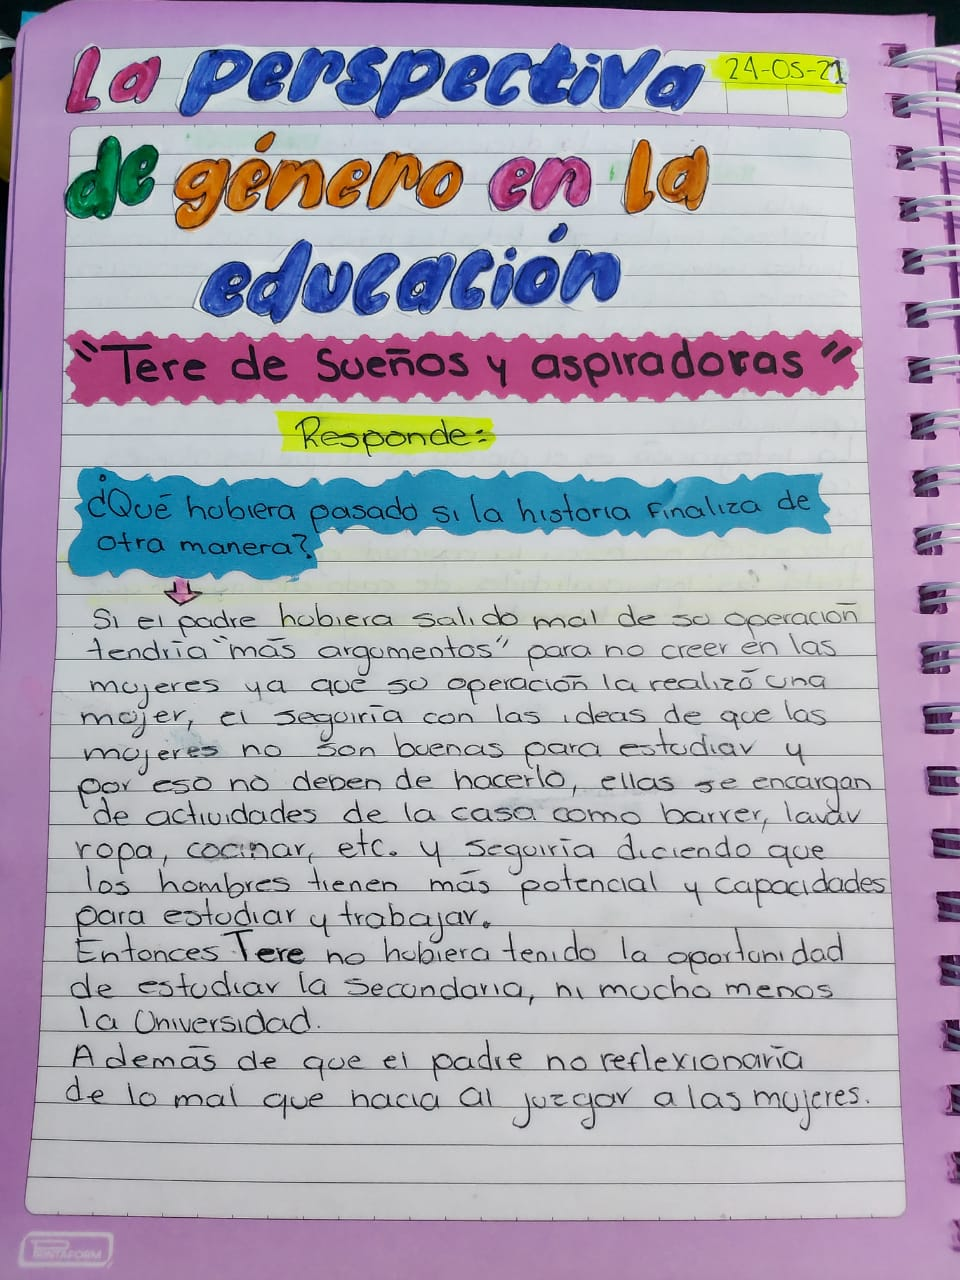 La perspectiva
24-05-21
de género en la
educación
"Tere de Sueños y aspiradoras"
Responde:
¿Qué hubiera pasado si la historia finaliza de
otra manera?
Si el padre hubiera salido mal de su operación
tendría "más argumentos" para no creer en las
mujeres ya que su operación la realizó una
mujer, el seguiría con las ideas de que las
mujeres no son buenas para estudiar y
por eso no deben de hacerlo, ellas se encargan
de actividades de la casa como barrer, lavar
ropa, cocinar, etc. y seguiría diciendo que
los hombres tienen más potencial y capacidades
para estudiar y trabajar.
Entonces Tere no hubiera tenido la oportunidad
de estudiar la Secundaria, ni mucho menos
la Universidad.
Además de que el padre no reflexionaría
de lo mal que hacia al juzgar a las mujeres.
PRINTAFORM